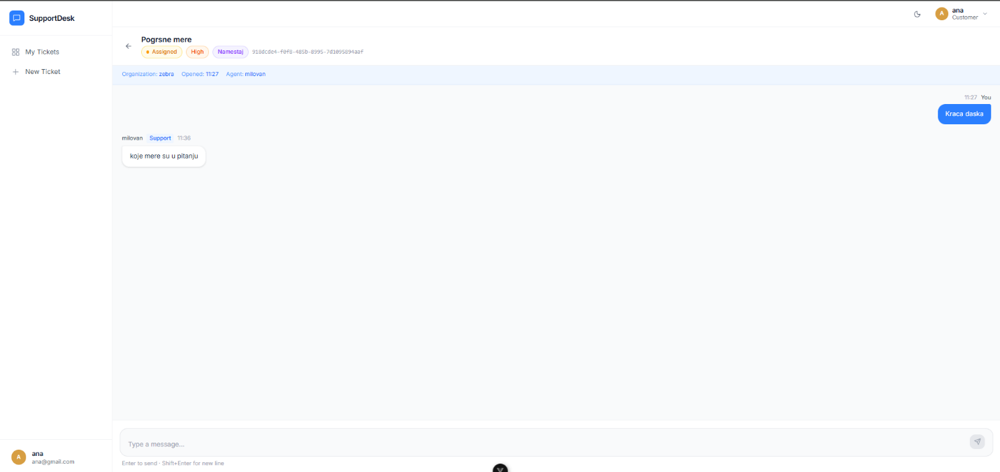 SupportDesk
My Tickets
New Ticket
A
ana
Customer
Pogrsne mere
Assigned High Namestaj 918dcde4-f0f8-485b-8995-7d1095894aaf
Organization: zebra Opened: 11:27 Agent: milovan
11:27 You
Kraca daska
milovan Support 11:36
koje mere su u pitanju
Type a message...
Enter to send · Shift+Enter for new line
A
ana
ana@gmail.com